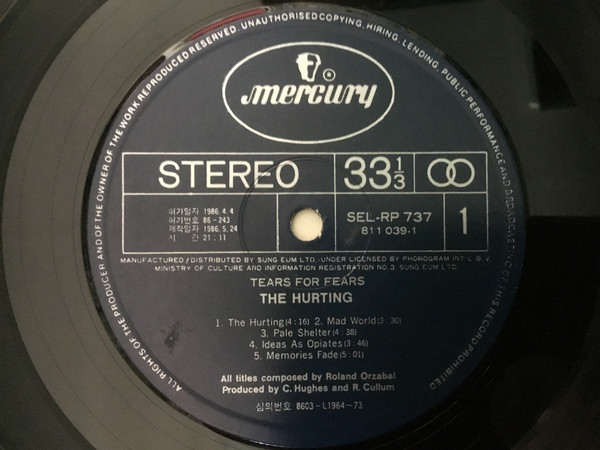 ALL RIGHTS OF THE PRODUCER AND OF THE OWNER OF THE WORK REPRODUCED RESERVED. UNAUTHORISED COPYING, HIRING, LENDING, PUBLIC PERFORMANCE AND BROADCASTING OF THIS RECORD PROHIBITED
®
mercury
STEREO
33 1/3
허가일자 1986. 4. 4
허가번호 86-243
제작일자 1986. 5. 24
시 간 21:11
SEL-RP 737
811 039-1
1
MANUFACTURED/DISTRIBUTED BY SUNG EUM LTD.-UNDER LICENSED BY PHONOGRAM INT'L B.V.
MINISTRY OF CULTURE AND INFORMATION REGISTRATION NO.3. SUNG EUM LTD.
TEARS FOR FEARS
THE HURTING
1. The Hurting(4:16) 2. Mad World(3:30)
3. Pale Shelter(4:38)
4. Ideas As Opiates(3:46)
5. Memories Fade(5:01)
All titles composed by Roland Orzabal
Produced by C. Hughes and R. Cullum
심의번호 8603-L1964~73